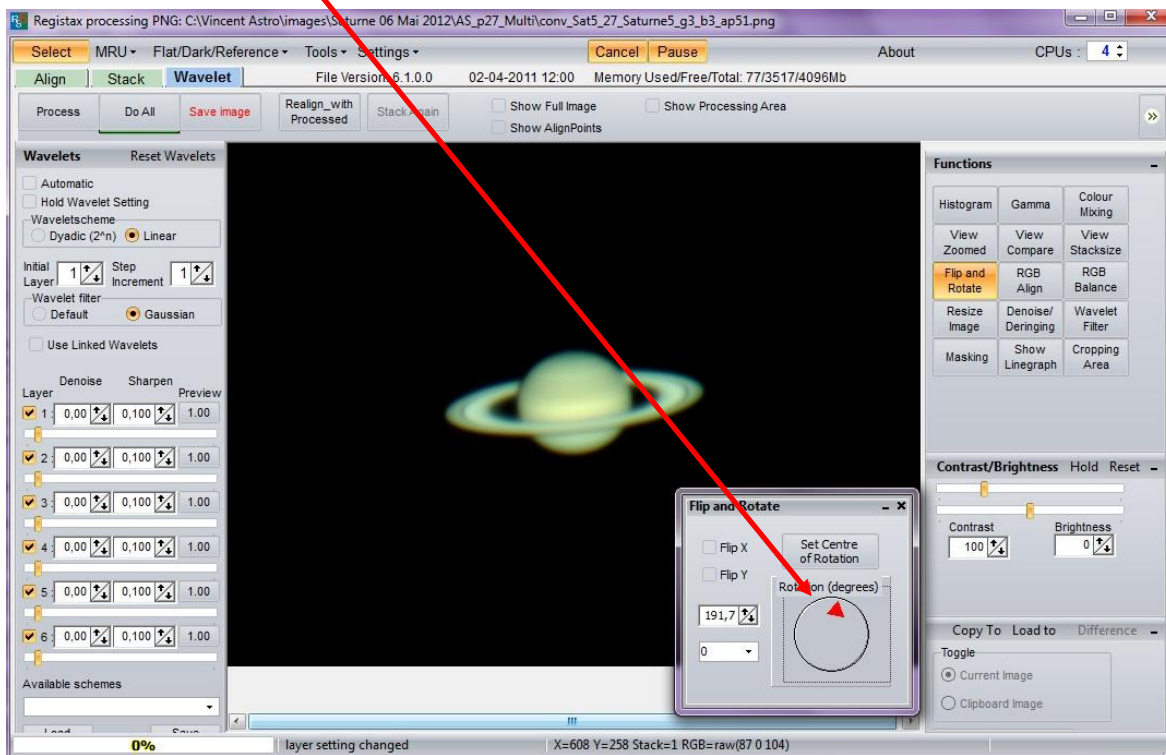 Registax processing PNG: C:\Vincent Astro\images\Saturne 06 Mai 2012\AS_p27_Multi\conv_Sat5_27_Saturne5_g3_b3_ap51.png
Select MRU Flat/Dark/Reference Tools Settings Cancel Pause About CPUs : 4
Align Stack Wavelet File Version 6.1.0.0 02-04-2011 12:00 Memory Used/Free/Total: 77/3517/4096Mb
Process Do All Save image Realign_with Processed Stack Again
Show Full Image Show Processing Area
Show AlignPoints
Wavelets Reset Wavelets
Automatic
Hold Wavelet Setting
Waveletscheme
Dyadic (2^n) Linear
Initial Layer 1 Step Increment 1
Wavelet filter
Default Gaussian
Use Linked Wavelets
Denoise Sharpen
Layer Preview
1 : 0,00 0,100 1.00
2 : 0,00 0,100 1.00
3 : 0,00 0,100 1.00
4 : 0,00 0,100 1.00
5 : 0,00 0,100 1.00
6 : 0,00 0,100 1.00
Available schemes
Load Save
Flip and Rotate
Flip X
Flip Y
Set Centre
of Rotation
Rotation (degrees)
191,7
0
Functions
Histogram Gamma Colour Mixing
View Zoomed View Compare View Stacksize
Flip and Rotate RGB Align RGB Balance
Resize Image Denoise/ Deringing Wavelet Filter
Masking Show Linegraph Cropping Area
Contrast/Brightness Hold Reset
Contrast Brightness
100 0
Copy To Load to Difference
Toggle
Current Image
Clipboard Image
0% layer setting changed X=608 Y=258 Stack=1 RGB=raw(87 0 104)